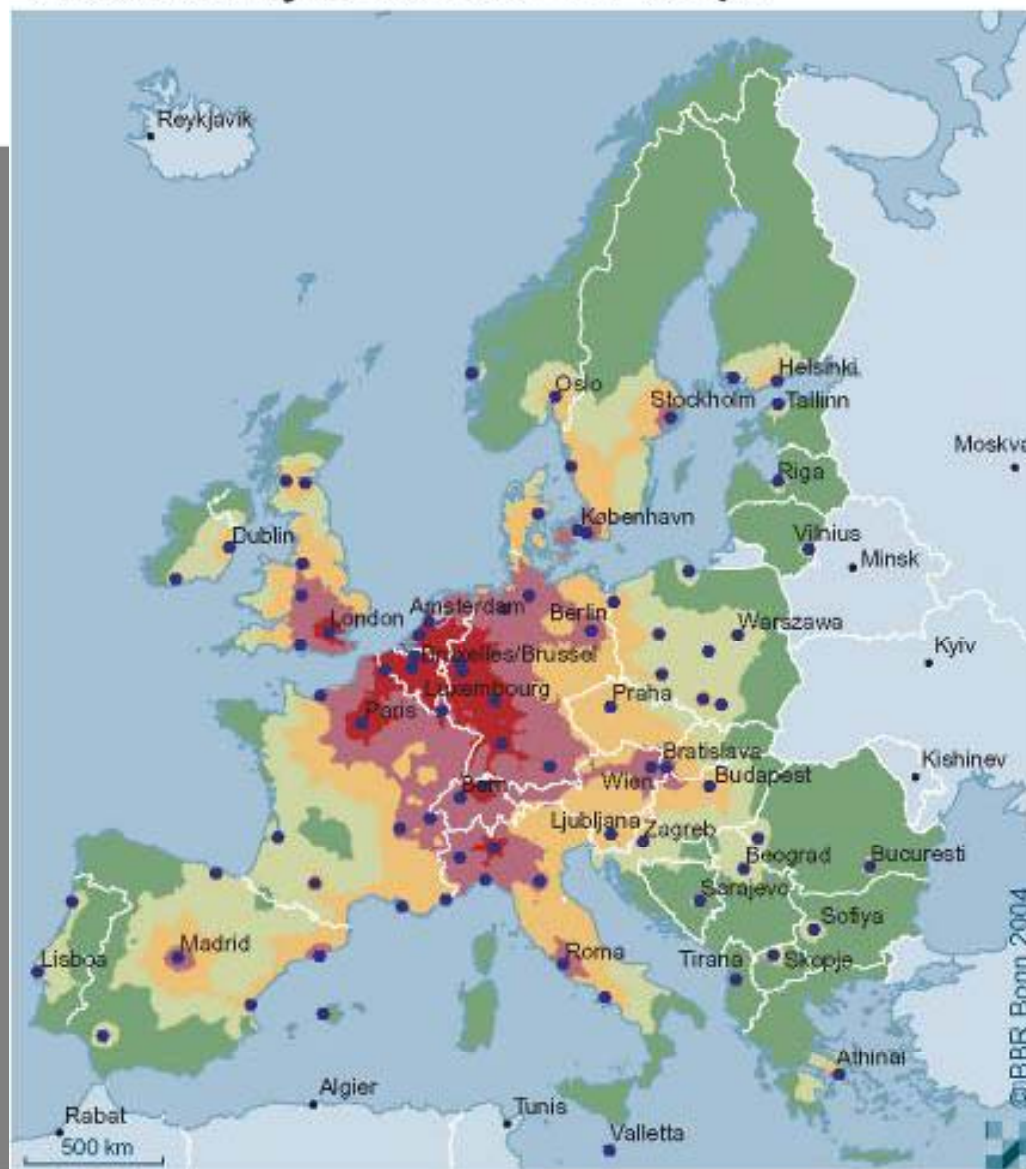 Reykjavik
Oslo
Helsinki
Stockholm
Tallinn
Moskva
Riga
København
Dublin
Vilnius
Minsk
London
Amsterdam
Berlin
Warszawa
Bruxelles/Brussel
Kyiv
Luxembourg
Praha
Paris
Bratislava
Kishinev
Bern
Wien
Budapest
Ljubljana
Zagreb
Beograd
Bucuresti
Sarajevo
Sofiya
Madrid
Roma
Lisboa
Tirana
Skopje
Athinai
©BBR Bonn 2004
Algier
Tunis
Rabat
Valletta
500 km